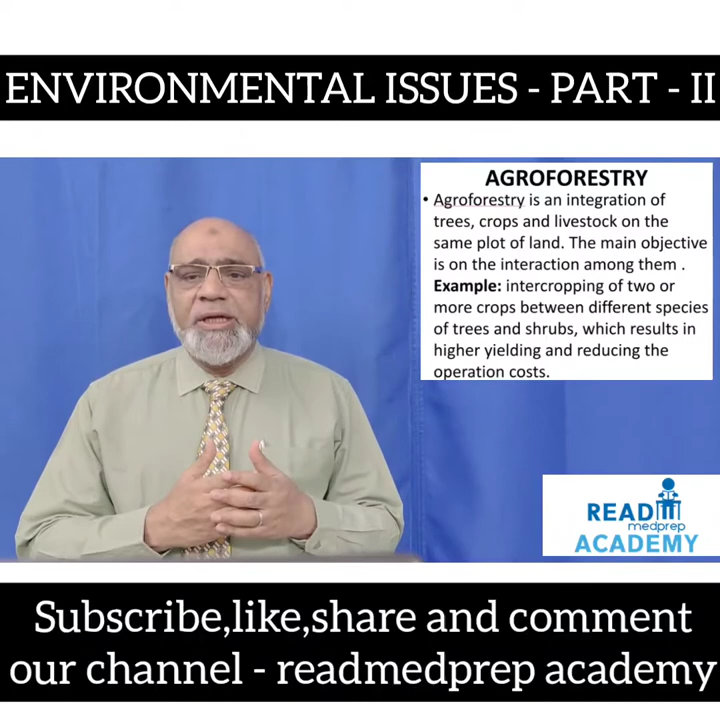 ENVIRONMENTAL ISSUES - PART - II
AGROFORESTRY
• Agroforestry is an integration of
trees, crops and livestock on the
same plot of land. The main objective
is on the interaction among them .
Example: intercropping of two or
more crops between different species
of trees and shrubs, which results in
higher yielding and reducing the
operation costs.
READ
medprep
ACADEMY
Subscribe,like,share and comment
our channel - readmedprep academy